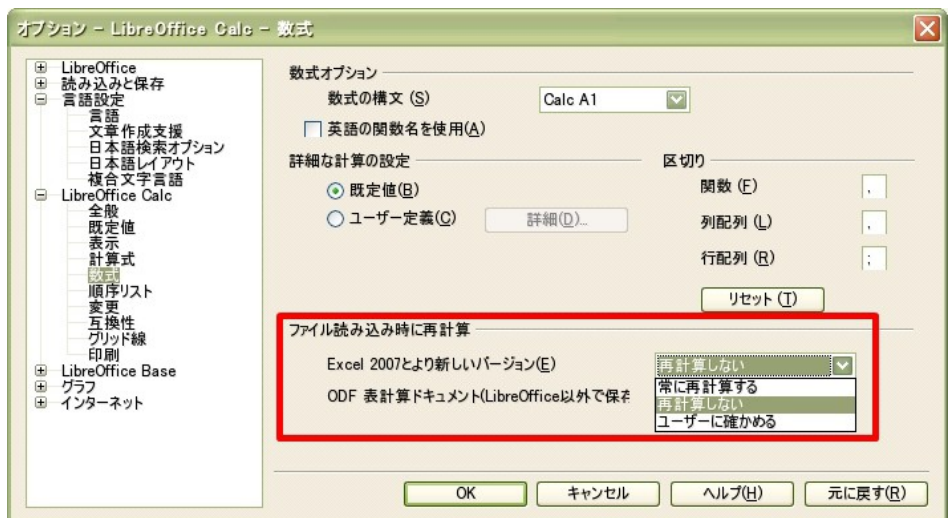 オプション - LibreOffice Calc - 数式
LibreOffice
読み込みと保存
言語設定
言語
文章作成支援
日本語検索オプション
日本語レイアウト
複合文字言語
LibreOffice Calc
全般
既定値
表示
計算式
数式
順序リスト
変更
互換性
グリッド線
印刷
LibreOffice Base
グラフ
インターネット
数式オプション
数式の構文 (S)
Calc A1
英語の関数名を使用(A)
詳細な計算の設定
既定値(B)
ユーザー定義(C)
詳細(D)...
区切り
関数 (F)
,
列配列 (L)
,
行配列 (R)
;
リセット (T)
ファイル読み込み時に再計算
Excel 2007とより新しいバージョン(E)
再計算しない
常に再計算する
再計算しない
ユーザーに確かめる
ODF 表計算ドキュメント(LibreOffice以外で保存
OK
キャンセル
ヘルプ(H)
元に戻す(R)